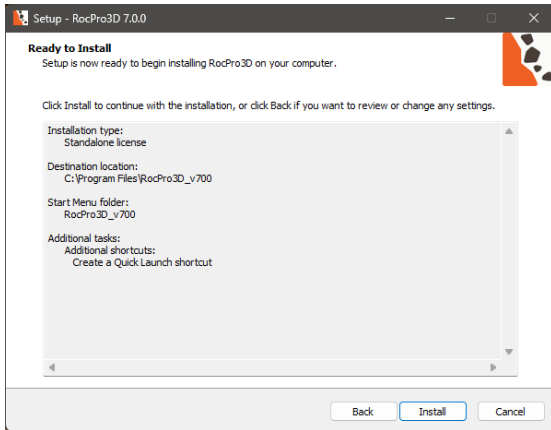 Setup - RocPro3D 7.0.0
Ready to Install
Setup is now ready to begin installing RocPro3D on your computer.
Click Install to continue with the installation, or click Back if you want to review or change any settings.
Installation type:
Standalone license
Destination location:
C:\Program Files\RocPro3D_v700
Start Menu folder:
RocPro3D_v700
Additional tasks:
Additional shortcuts:
Create a Quick Launch shortcut
Back
Install
Cancel